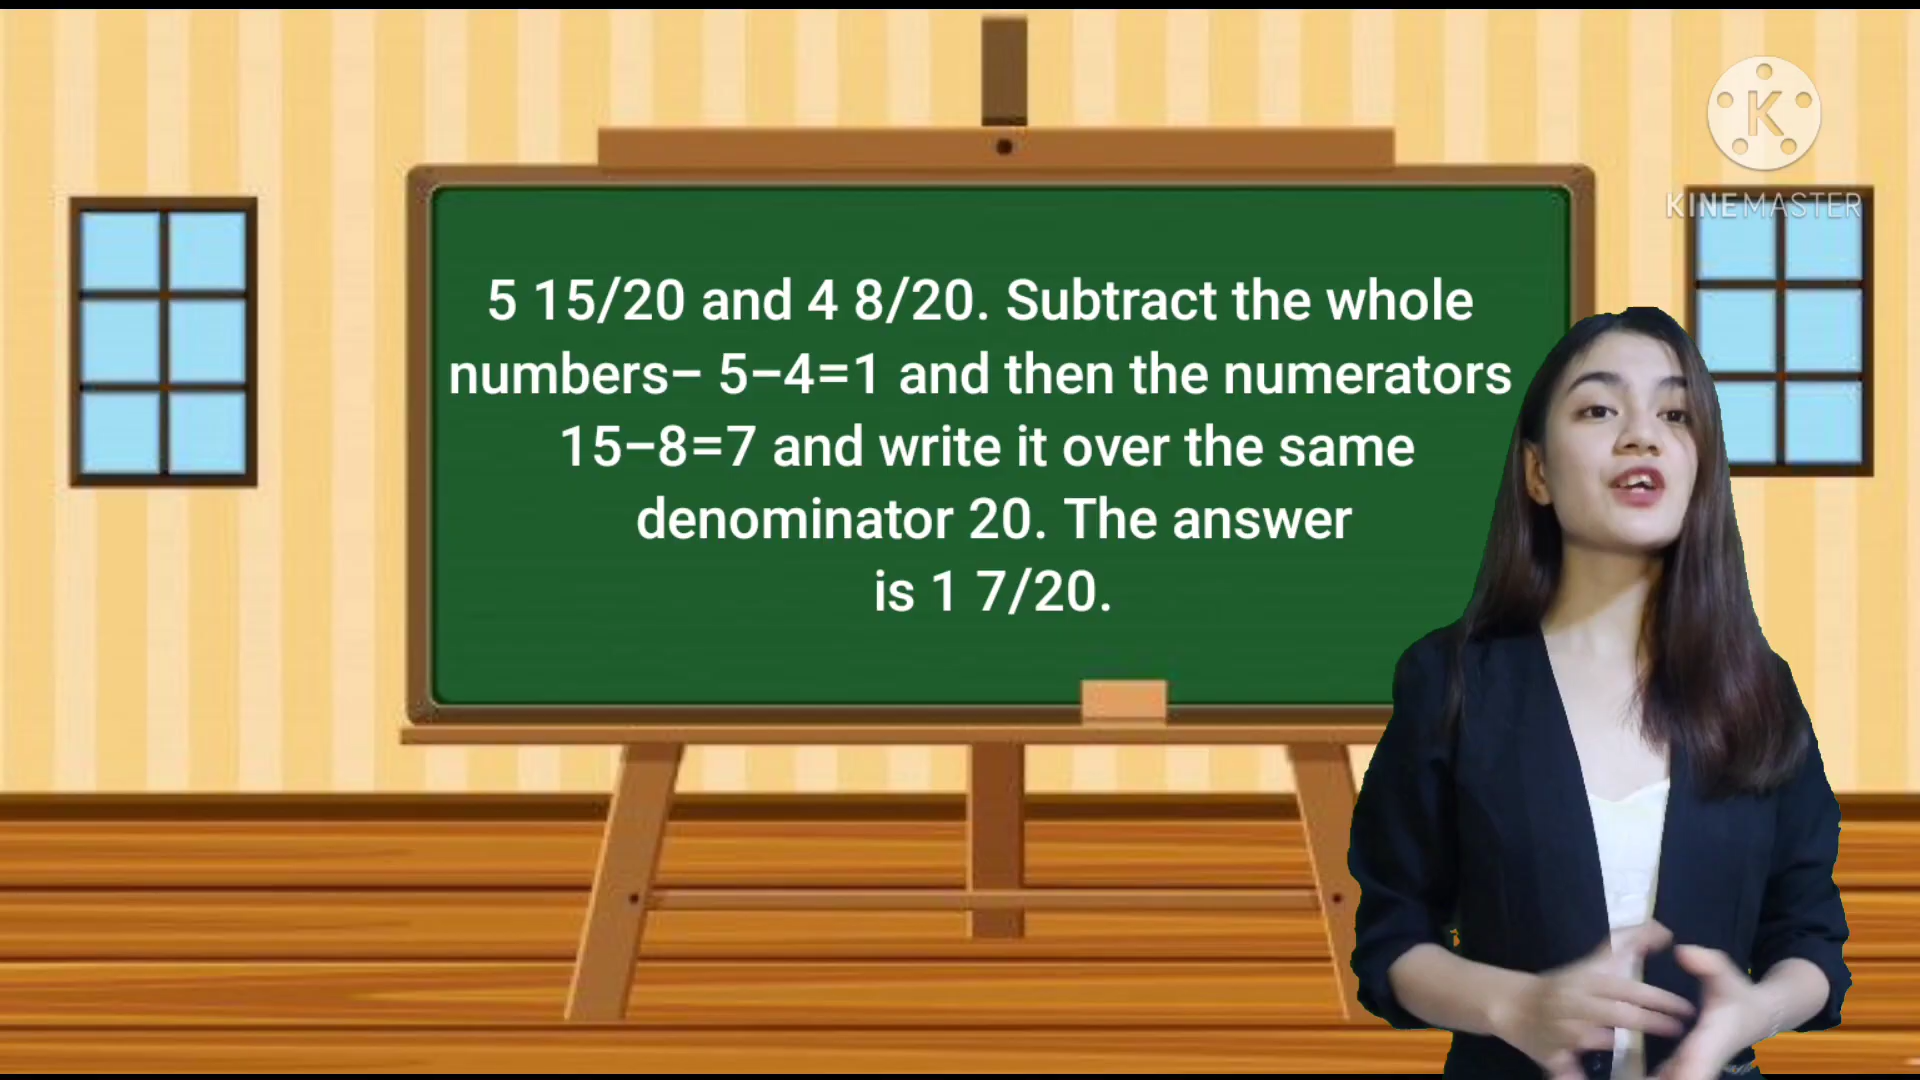 K
KINEMASTER
5 15/20 and 4 8/20. Subtract the whole
numbers– 5–4=1 and then the numerators
15–8=7 and write it over the same
denominator 20. The answer
is 1 7/20.